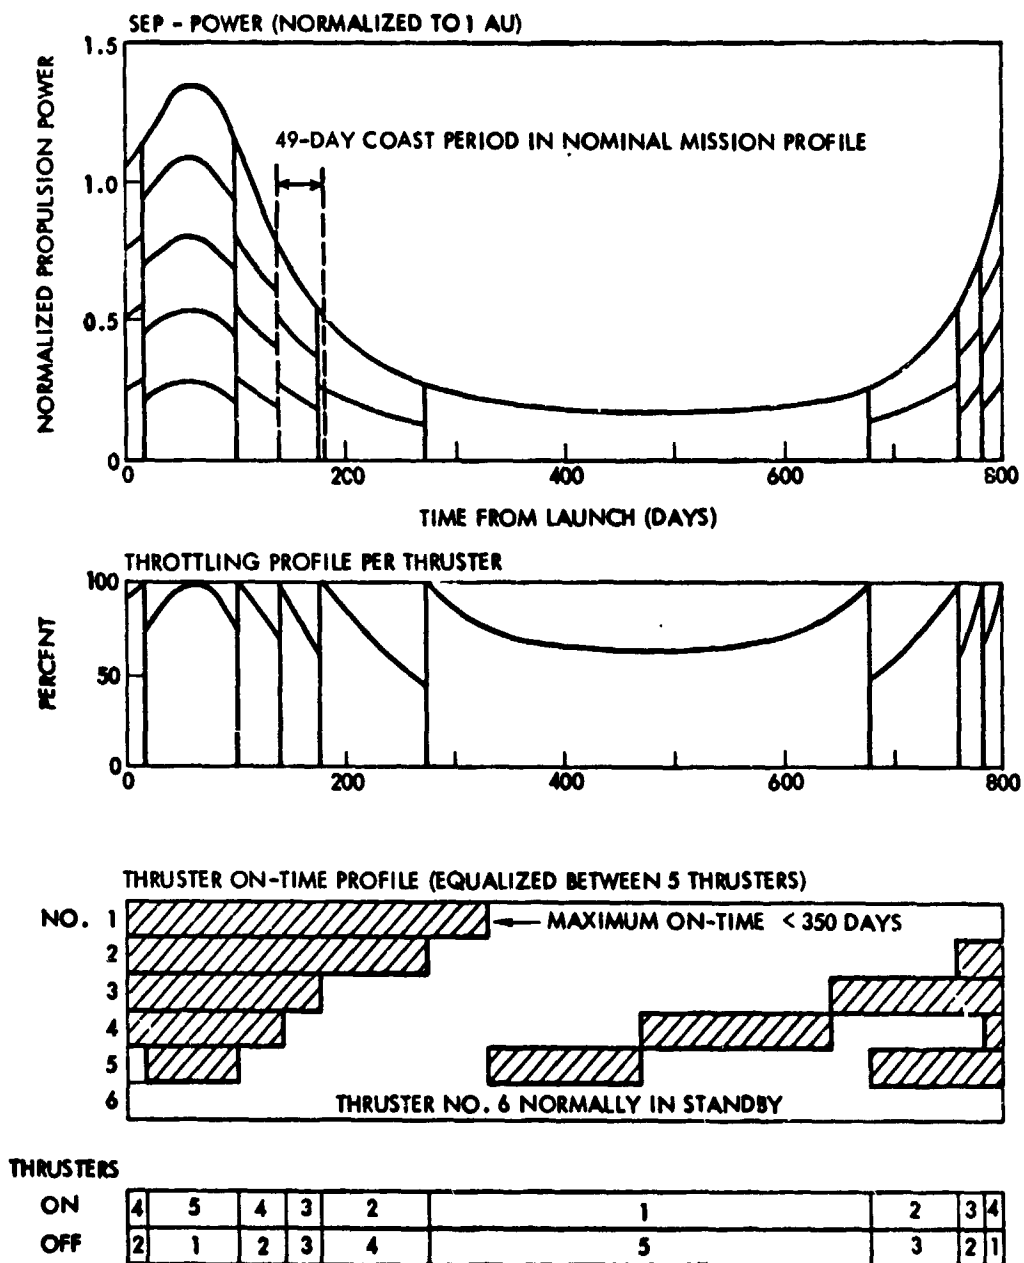 SEP - POWER (NORMALIZED TO 1 AU)
NORMALIZED PROPULSION POWER
1.5
1.0
0.5
0
49-DAY COAST PERIOD IN NOMINAL MISSION PROFILE
0 200 400 600 800
TIME FROM LAUNCH (DAYS)
THROTTLING PROFILE PER THRUSTER
PERCENT
100
50
0
0 200 400 600 800
THRUSTER ON-TIME PROFILE (EQUALIZED BETWEEN 5 THRUSTERS)
NO. 1 MAXIMUM ON-TIME < 350 DAYS
2
3
4
5
6 THRUSTER NO. 6 NORMALLY IN STANDBY
THRUSTERS
ON 4 5 4 3 2 1 2 3 4
OFF 2 1 2 3 4 5 3 2 1